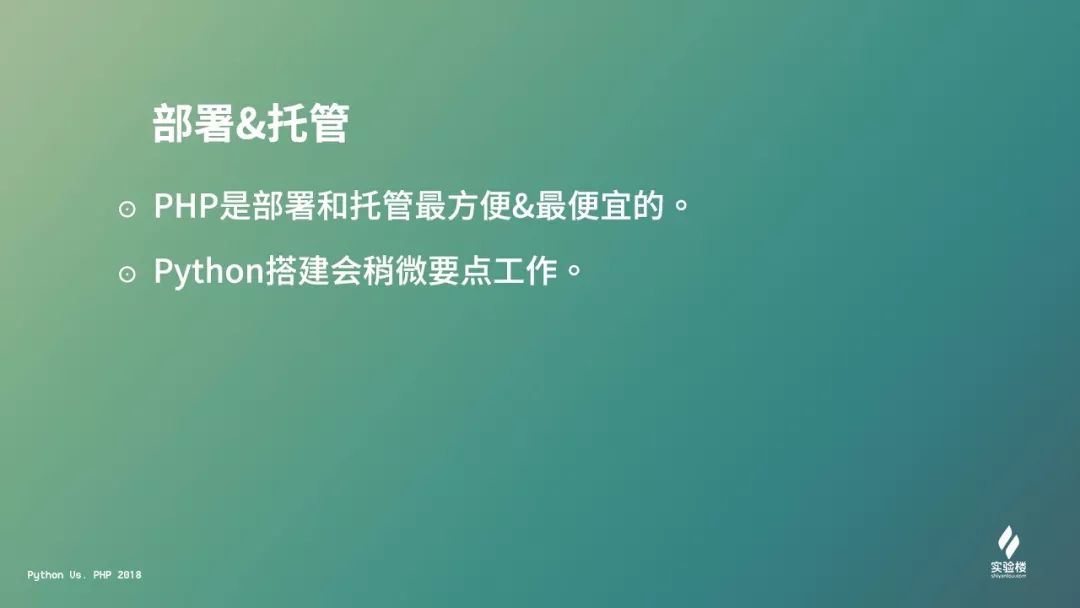 部署&托管
PHP是部署和托管最方便&最便宜的。
Python搭建会稍微要点工作。
Python Vs. PHP 2018
实验楼
shiyanlou.com